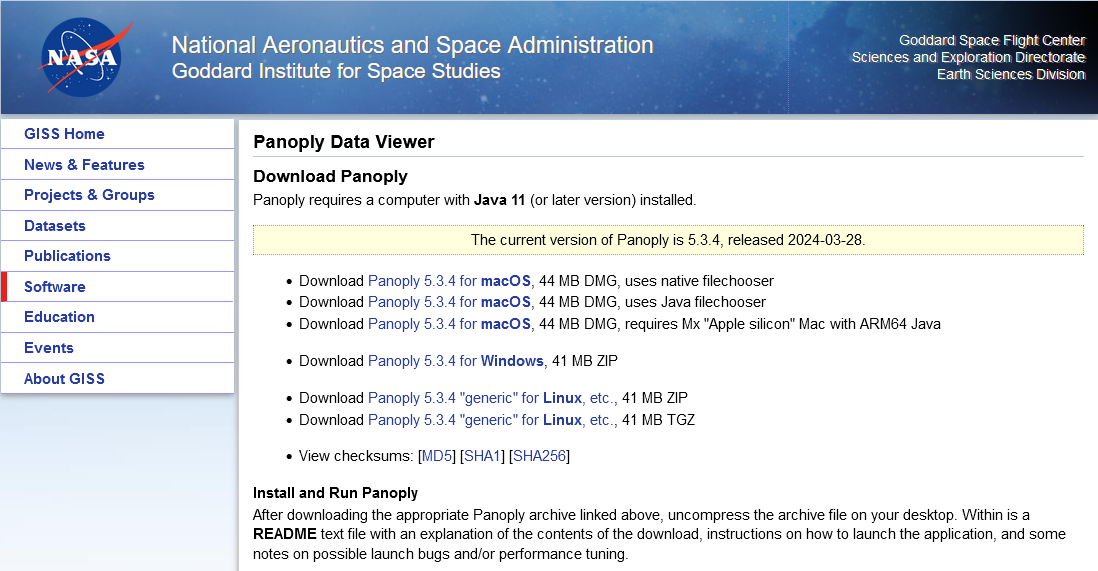 NASA
National Aeronautics and Space Administration
Goddard Institute for Space Studies
Goddard Space Flight Center
Sciences and Exploration Directorate
Earth Sciences Division
GISS Home
News & Features
Projects & Groups
Datasets
Publications
Software
Education
Events
About GISS
Panoply Data Viewer
Download Panoply
Panoply requires a computer with Java 11 (or later version) installed.
The current version of Panoply is 5.3.4, released 2024-03-28.
• Download Panoply 5.3.4 for macOS, 44 MB DMG, uses native filechooser
• Download Panoply 5.3.4 for macOS, 44 MB DMG, uses Java filechooser
• Download Panoply 5.3.4 for macOS, 44 MB DMG, requires Mx "Apple silicon" Mac with ARM64 Java
• Download Panoply 5.3.4 for Windows, 41 MB ZIP
• Download Panoply 5.3.4 "generic" for Linux, etc., 41 MB ZIP
• Download Panoply 5.3.4 "generic" for Linux, etc., 41 MB TGZ
• View checksums: [MD5] [SHA1] [SHA256]
Install and Run Panoply
After downloading the appropriate Panoply archive linked above, uncompress the archive file on your desktop. Within is a
README text file with an explanation of the contents of the download, instructions on how to launch the application, and some
notes on possible launch bugs and/or performance tuning.